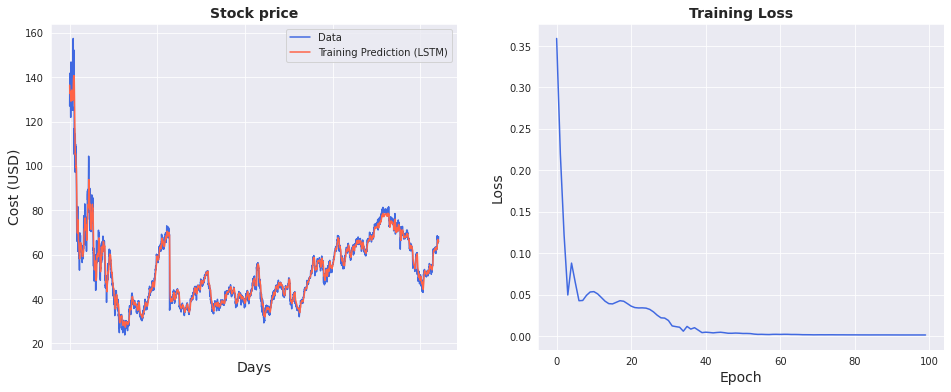 Stock price
Data
Training Prediction (LSTM)
160
140
120
100
80
60
40
20
Cost (USD)
Days
Training Loss
0.35
0.30
0.25
0.20
0.15
0.10
0.05
0.00
Loss
0
20
40
60
80
100
Epoch